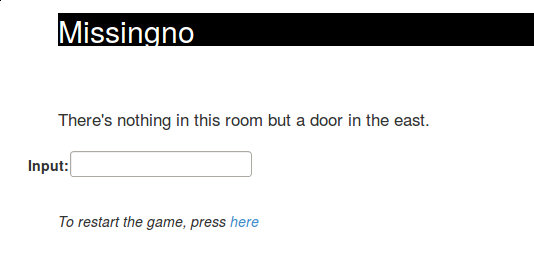 Missingno
There's nothing in this room but a door in the east.
Input:
To restart the game, press here